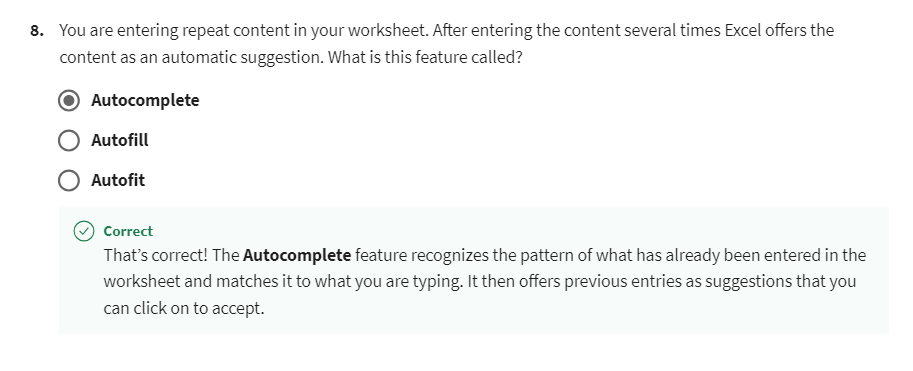 8. You are entering repeat content in your worksheet. After entering the content several times Excel offers the
content as an automatic suggestion. What is this feature called?
Autocomplete
Autofill
Autofit
Correct
That’s correct! The Autocomplete feature recognizes the pattern of what has already been entered in the
worksheet and matches it to what you are typing. It then offers previous entries as suggestions that you
can click on to accept.